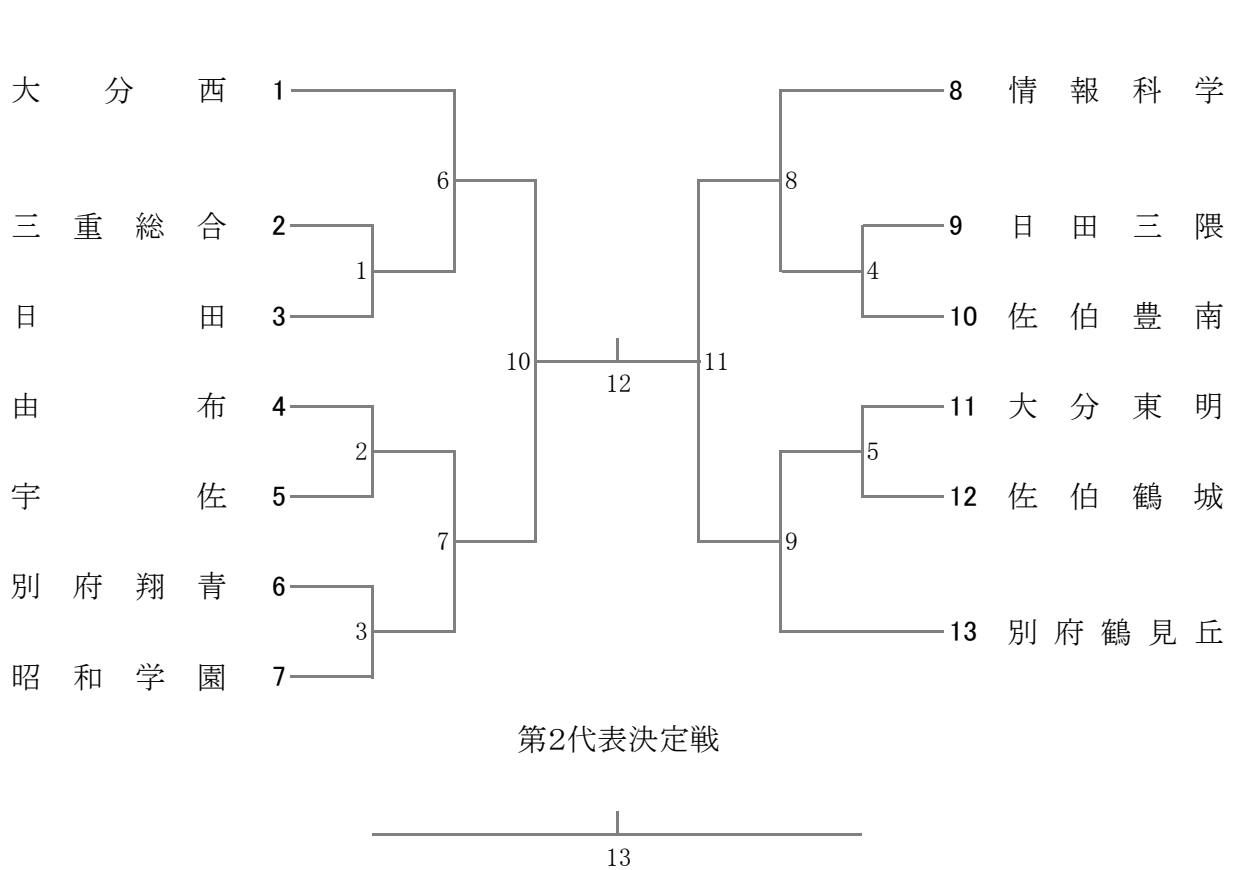 大分西 1
8 情報科学
6
8
三重総合 2
9 日田三隈
1
4
日田 3
10 佐伯豊南
10
11
12
由布 4
11 大分東明
2
5
宇佐 5
12 佐伯鶴城
7
9
別府翔青 6
3
13 別府鶴見丘
昭和学園 7
第2代表決定戦
13